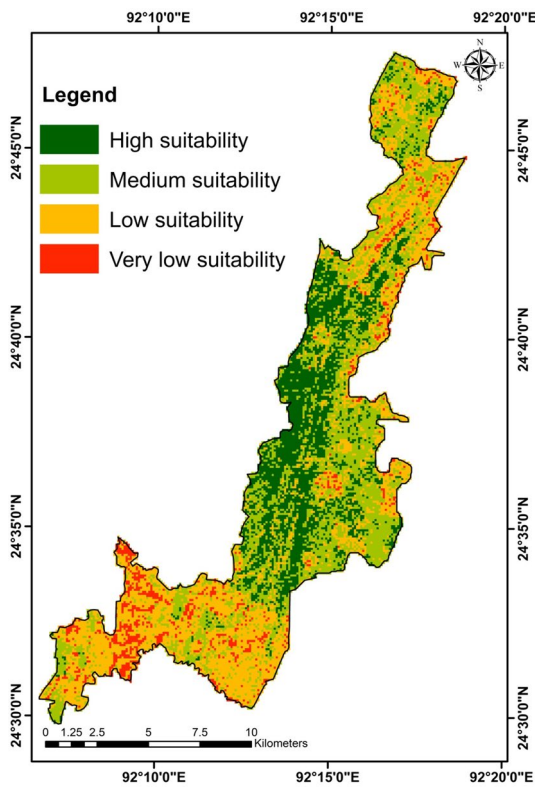 92°10'0"E 92°15'0"E 92°20'0"E
N
W E
S
Legend
High suitability
Medium suitability
Low suitability
Very low suitability
24°45'0"N 24°45'0"N
24°40'0"N 24°40'0"N
24°35'0"N 24°35'0"N
24°30'0"N 24°30'0"N
0 1.25 2.5 5 7.5 10
Kilometers
92°10'0"E 92°15'0"E 92°20'0"E